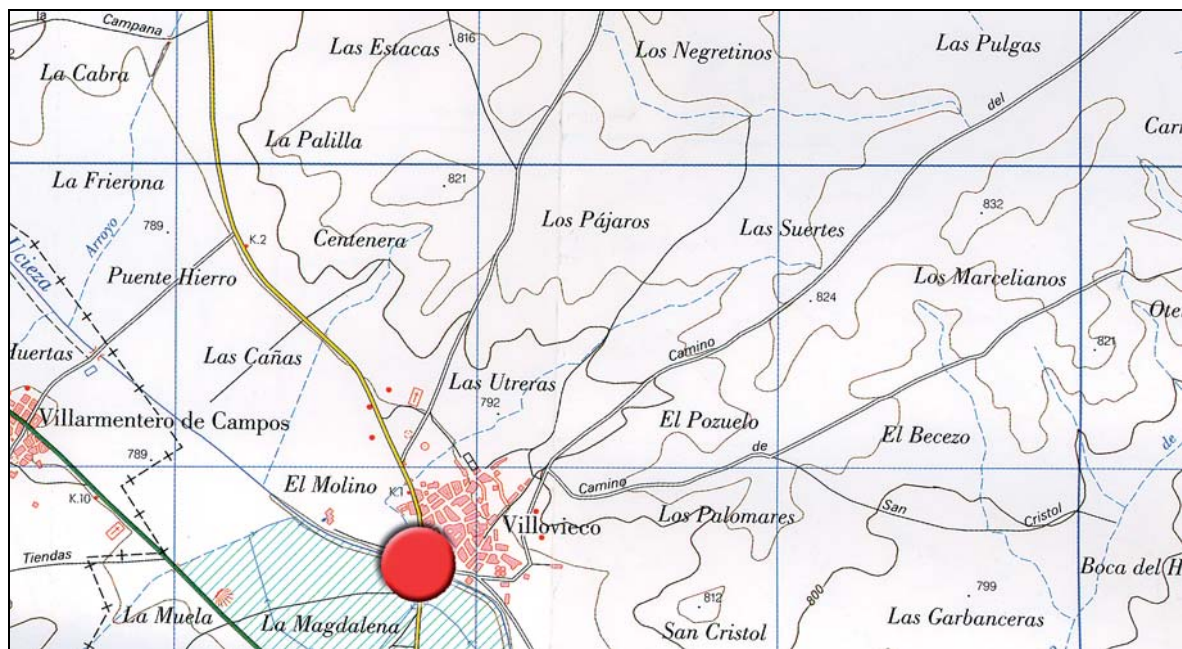 la
Campana
Las Estacas
816
Los Negretinos
Las Pulgas
del
La Cabra
La Palilla
La Frierona
821
832
789
Arroyo
K.2
Centenera
Los Pájaros
Las Suertes
Ucieza
Puente Hierro
Los Marcelianos
824
Huertas
Las Cañas
Camino
821
Las Utreras
792
Villarmentero de Campos
El Pozuelo
El Becezo
de
de
789
El Molino
K.1
Camino
K.10
Villovieco
Los Palomares
San
Cristol
Tiendas
Boca del H
799
800
812
La Muela
La Magdalena
San Cristol
Las Garbanceras